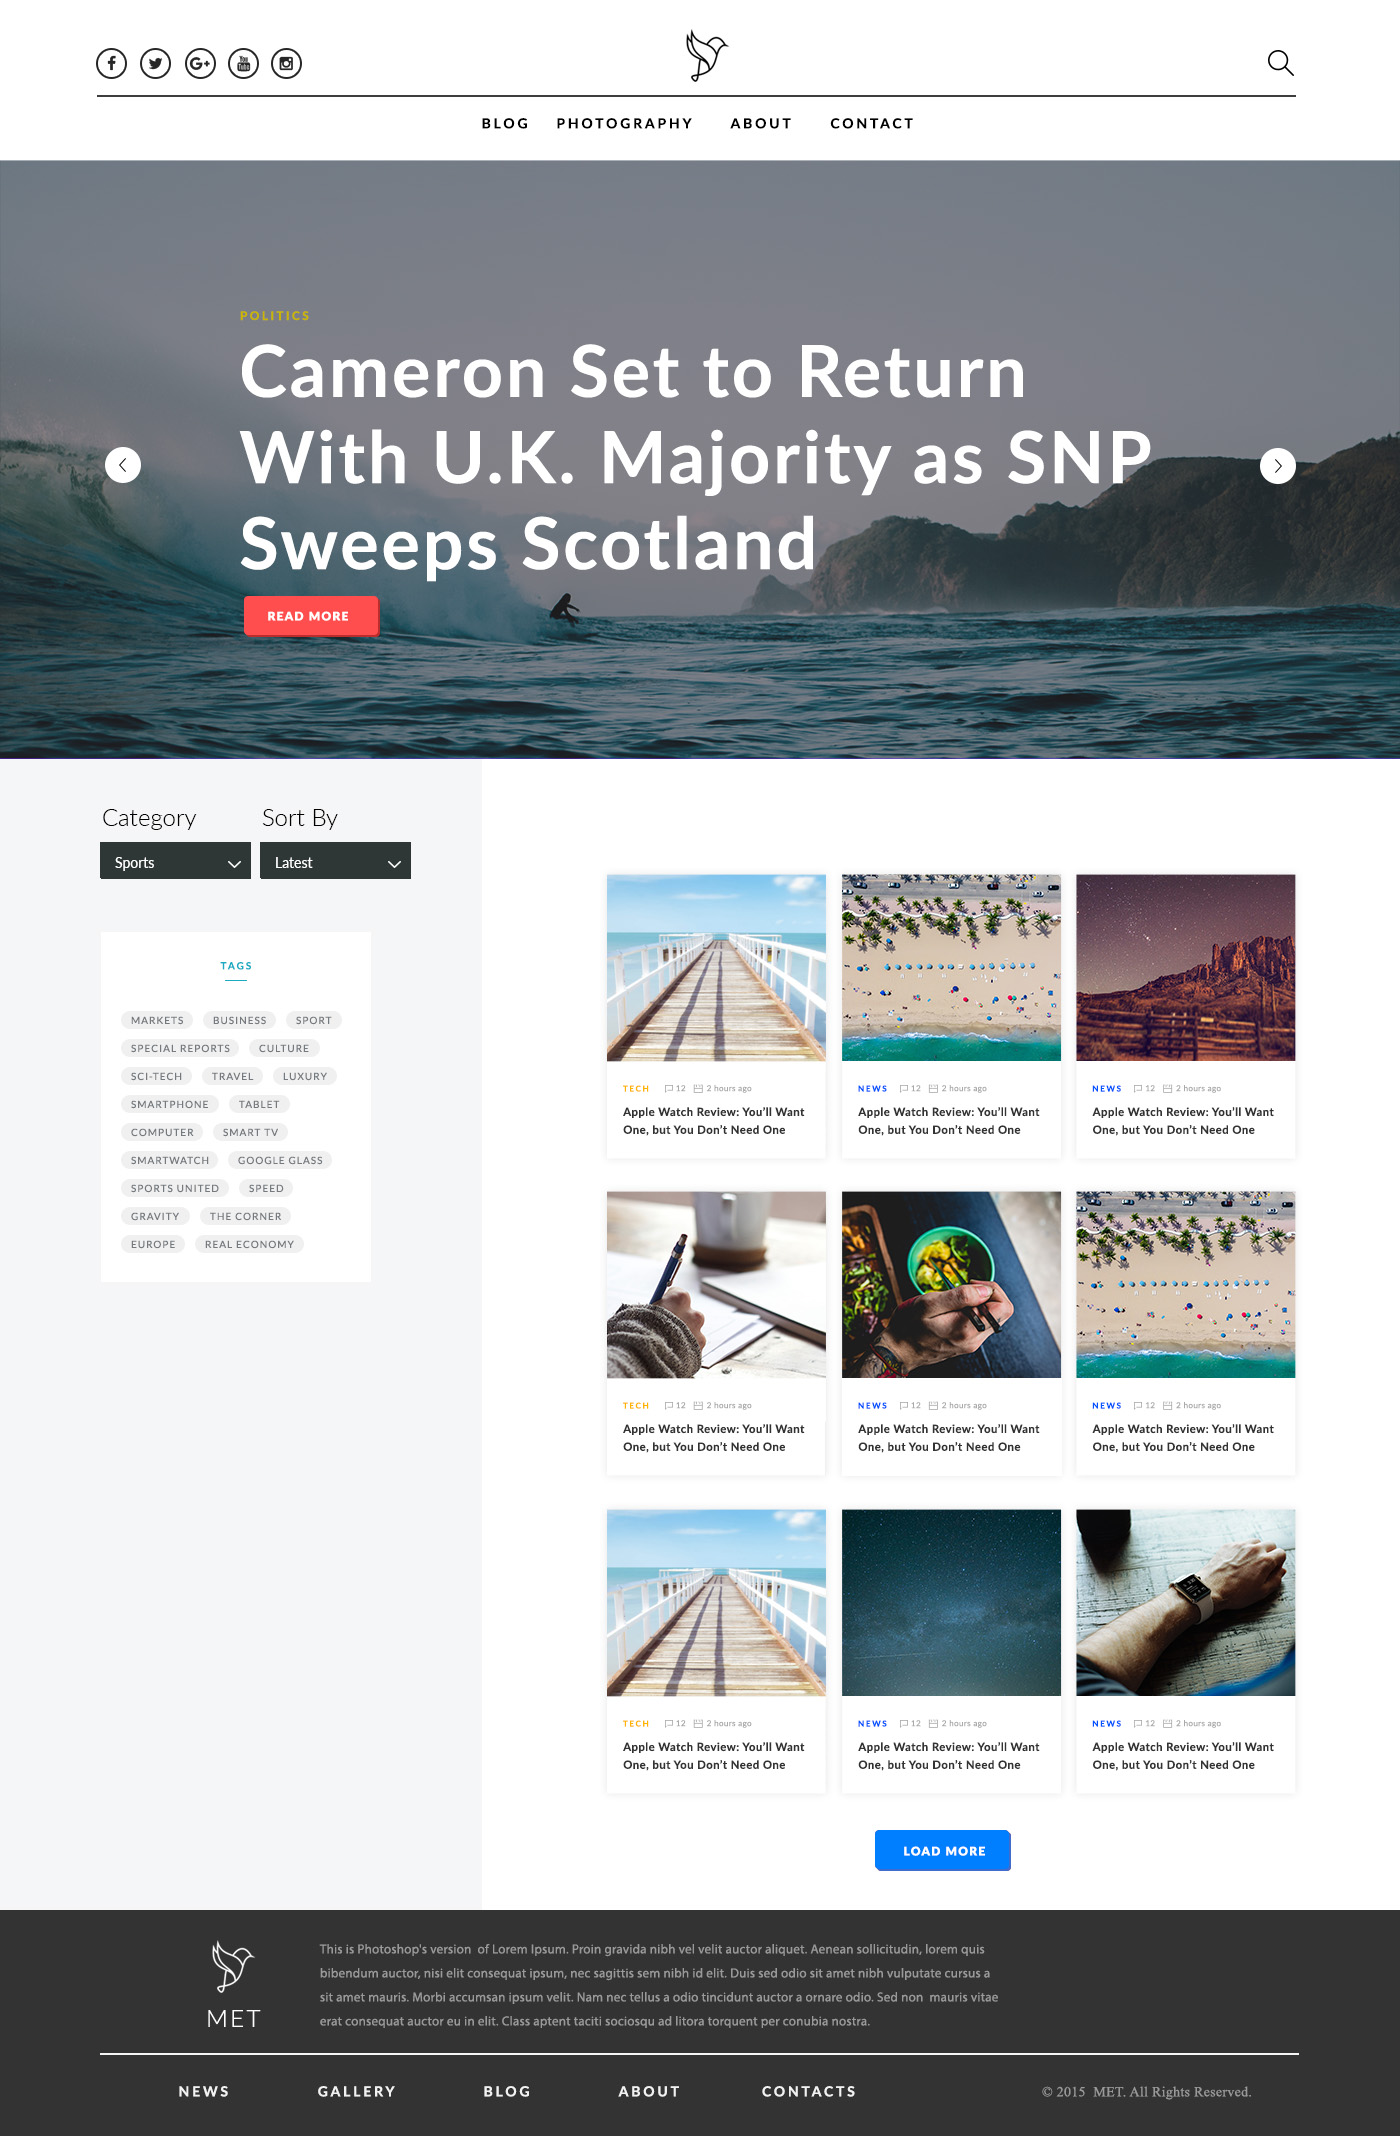 BLOG PHOTOGRAPHY ABOUT CONTACT
POLITICS
Cameron Set to Return
With U.K. Majority as SNP
Sweeps Scotland
READ MORE
Category Sort By
Sports Latest
TAGS
MARKETS BUSINESS SPORT
SPECIAL REPORTS CULTURE
SCI-TECH TRAVEL LUXURY
SMARTPHONE TABLET
COMPUTER SMART TV
SMARTWATCH GOOGLE GLASS
SPORTS UNITED SPEED
GRAVITY THE CORNER
EUROPE REAL ECONOMY
TECH 12 2 hours ago
Apple Watch Review: You'll Want
One, but You Don't Need One
NEWS 12 2 hours ago
Apple Watch Review: You'll Want
One, but You Don't Need One
NEWS 12 2 hours ago
Apple Watch Review: You'll Want
One, but You Don't Need One
TECH 12 2 hours ago
Apple Watch Review: You'll Want
One, but You Don't Need One
NEWS 12 2 hours ago
Apple Watch Review: You'll Want
One, but You Don't Need One
NEWS 12 2 hours ago
Apple Watch Review: You'll Want
One, but You Don't Need One
TECH 12 2 hours ago
Apple Watch Review: You'll Want
One, but You Don't Need One
NEWS 12 2 hours ago
Apple Watch Review: You'll Want
One, but You Don't Need One
NEWS 12 2 hours ago
Apple Watch Review: You'll Want
One, but You Don't Need One
LOAD MORE
MET
This is Photoshop's version of Lorem Ipsum. Proin gravida nibh vel velit auctor aliquet. Aenean sollicitudin, lorem quis
bibendum auctor, nisi elit consequat ipsum, nec sagittis sem nibh id elit. Duis sed odio sit amet nibh vulputate cursus a
sit amet mauris. Morbi accumsan ipsum velit. Nam nec tellus a odio tincidunt auctor a ornare odio. Sed non mauris vitae
erat consequat auctor eu in elit. Class aptent taciti sociosqu ad litora torquent per conubia nostra.
NEWS GALLERY BLOG ABOUT CONTACTS
© 2015 MET. All Rights Reserved.